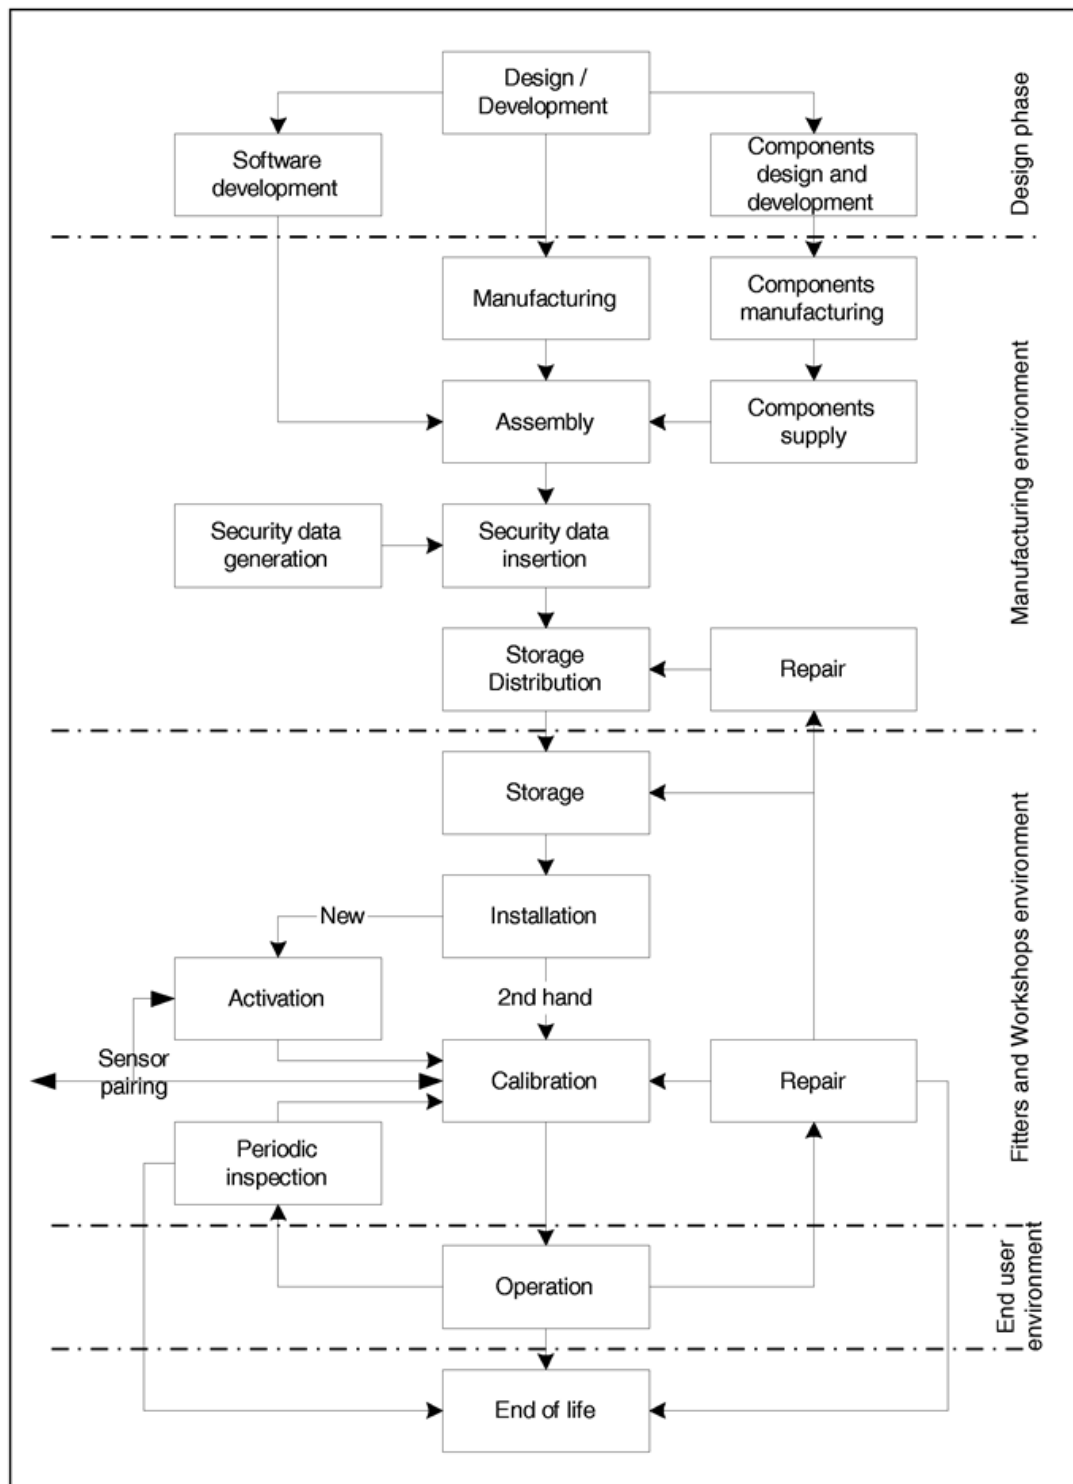 Design /
Development
Software
development
Components
design and
development
Design phase
Manufacturing
Components
manufacturing
Assembly
Components
supply
Security data
generation
Security data
insertion
Storage
Distribution
Repair
Manufacturing environment
Storage
Installation
New
Activation
2nd hand
Sensor
pairing
Calibration
Repair
Periodic
inspection
Fitters and Workshops environment
Operation
End user
environment
End of life